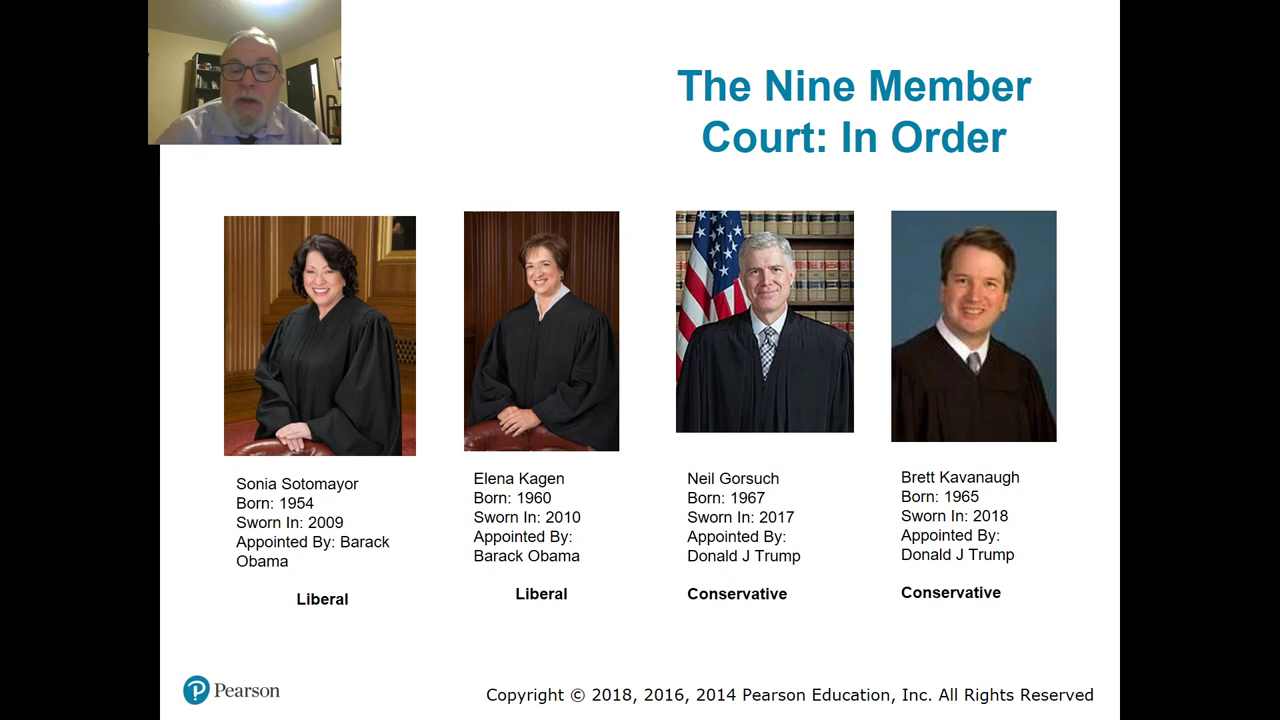 The Nine Member
Court: In Order
Sonia Sotomayor
Born: 1954
Sworn In: 2009
Appointed By: Barack
Obama
Liberal
Elena Kagen
Born: 1960
Sworn In: 2010
Appointed By:
Barack Obama
Liberal
Neil Gorsuch
Born: 1967
Sworn In: 2017
Appointed By:
Donald J Trump
Conservative
Brett Kavanaugh
Born: 1965
Sworn In: 2018
Appointed By:
Donald J Trump
Conservative
Pearson
Copyright © 2018, 2016, 2014 Pearson Education, Inc. All Rights Reserved